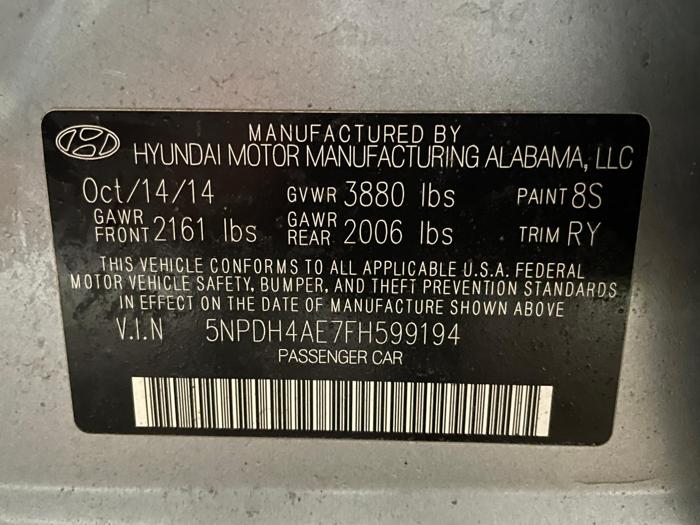 MANUFACTURED BY
HYUNDAI MOTOR MANUFACTURING ALABAMA, LLC
Oct/14/14 GVWR 3880 lbs PAINT 8S
GAWR FRONT 2161 lbs GAWR REAR 2006 lbs TRIM RY
THIS VEHICLE CONFORMS TO ALL APPLICABLE U.S.A. FEDERAL
MOTOR VEHICLE SAFETY, BUMPER, AND THEFT PREVENTION STANDARDS
IN EFFECT ON THE DATE OF MANUFACTURE SHOWN ABOVE
V.I.N 5NPDH4AE7FH599194
PASSENGER CAR